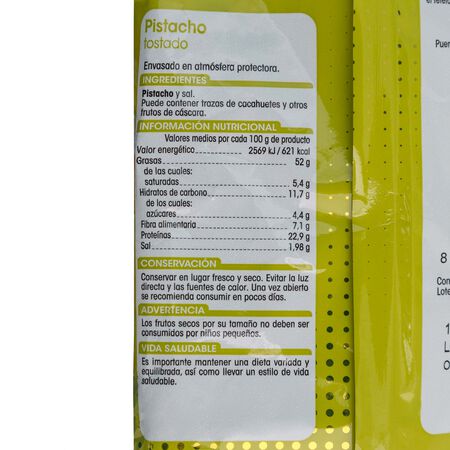 Pistacho
tostado
Envasado en atmósfera protectora.
INGREDIENTES
Pistacho y sal.
Puede contener trazas de cacahuetes y otros
frutos de cáscara.
INFORMACIÓN NUTRICIONAL
Valores medios por cada 100 g de producto
Valor energético 2569 kJ / 621 kcal
Grasas 52 g
de las cuales:
saturadas 5,4 g
Hidratos de carbono 11,7 g
de los cuales:
azúcares 4,4 g
Fibra alimentaria 7,1 g
Proteínas 22,9 g
Sal 1,98 g
CONSERVACIÓN
Conservar en lugar fresco y seco. Evitar la luz
directa y las fuentes de calor. Una vez abierto
se recomienda consumir en pocos días.
ADVERTENCIA
Los frutos secos por su tamaño no deben ser
consumidos por niños pequeños.
VIDA SALUDABLE
Es importante mantener una dieta variada y
equilibrada, así como llevar un estilo de vida
saludable.
8
Con
Lote
1
L
O